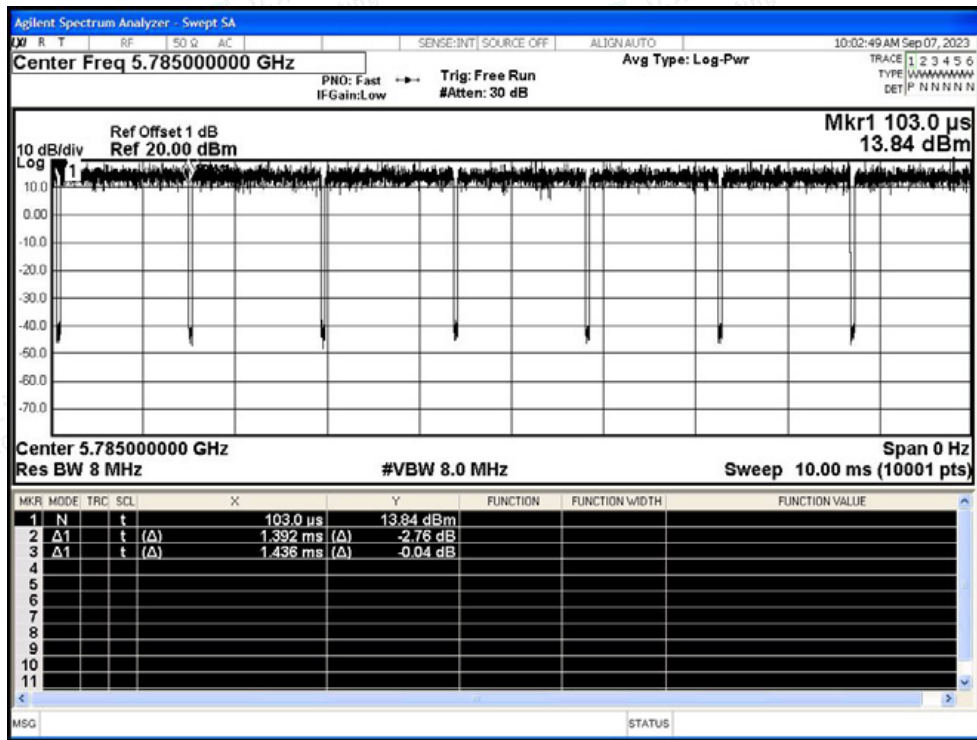 Agilent Spectrum Analyzer - Swept SA
LXI R T RF 50 Ω AC SENSE:INT SOURCE OFF ALIGN AUTO 10:02:49 AM Sep 07, 2023
Center Freq 5.785000000 GHz Avg Type: Log-Pwr TRACE 1 2 3 4 5 6
PNO: Fast Trig: Free Run TYPE WWWWWW
IFGain:Low #Atten: 30 dB DET P N N N N N
Mkr1 103.0 µs
13.84 dBm
Ref Offset 1 dB
10 dB/div Ref 20.00 dBm
Log
1
10.0
0.00
-10.0
-20.0
-30.0
-40.0
-50.0
-60.0
-70.0
Center 5.785000000 GHz Span 0 Hz
Res BW 8 MHz #VBW 8.0 MHz Sweep 10.00 ms (10001 pts)
MKR MODE TRC SCL X Y FUNCTION FUNCTION WIDTH FUNCTION VALUE
1 N t 103.0 µs 13.84 dBm
2 Δ1 t (Δ) 1.392 ms (Δ) -2.76 dB
3 Δ1 t (Δ) 1.436 ms (Δ) -0.04 dB
4
5
6
7
8
9
10
11
MSG STATUS